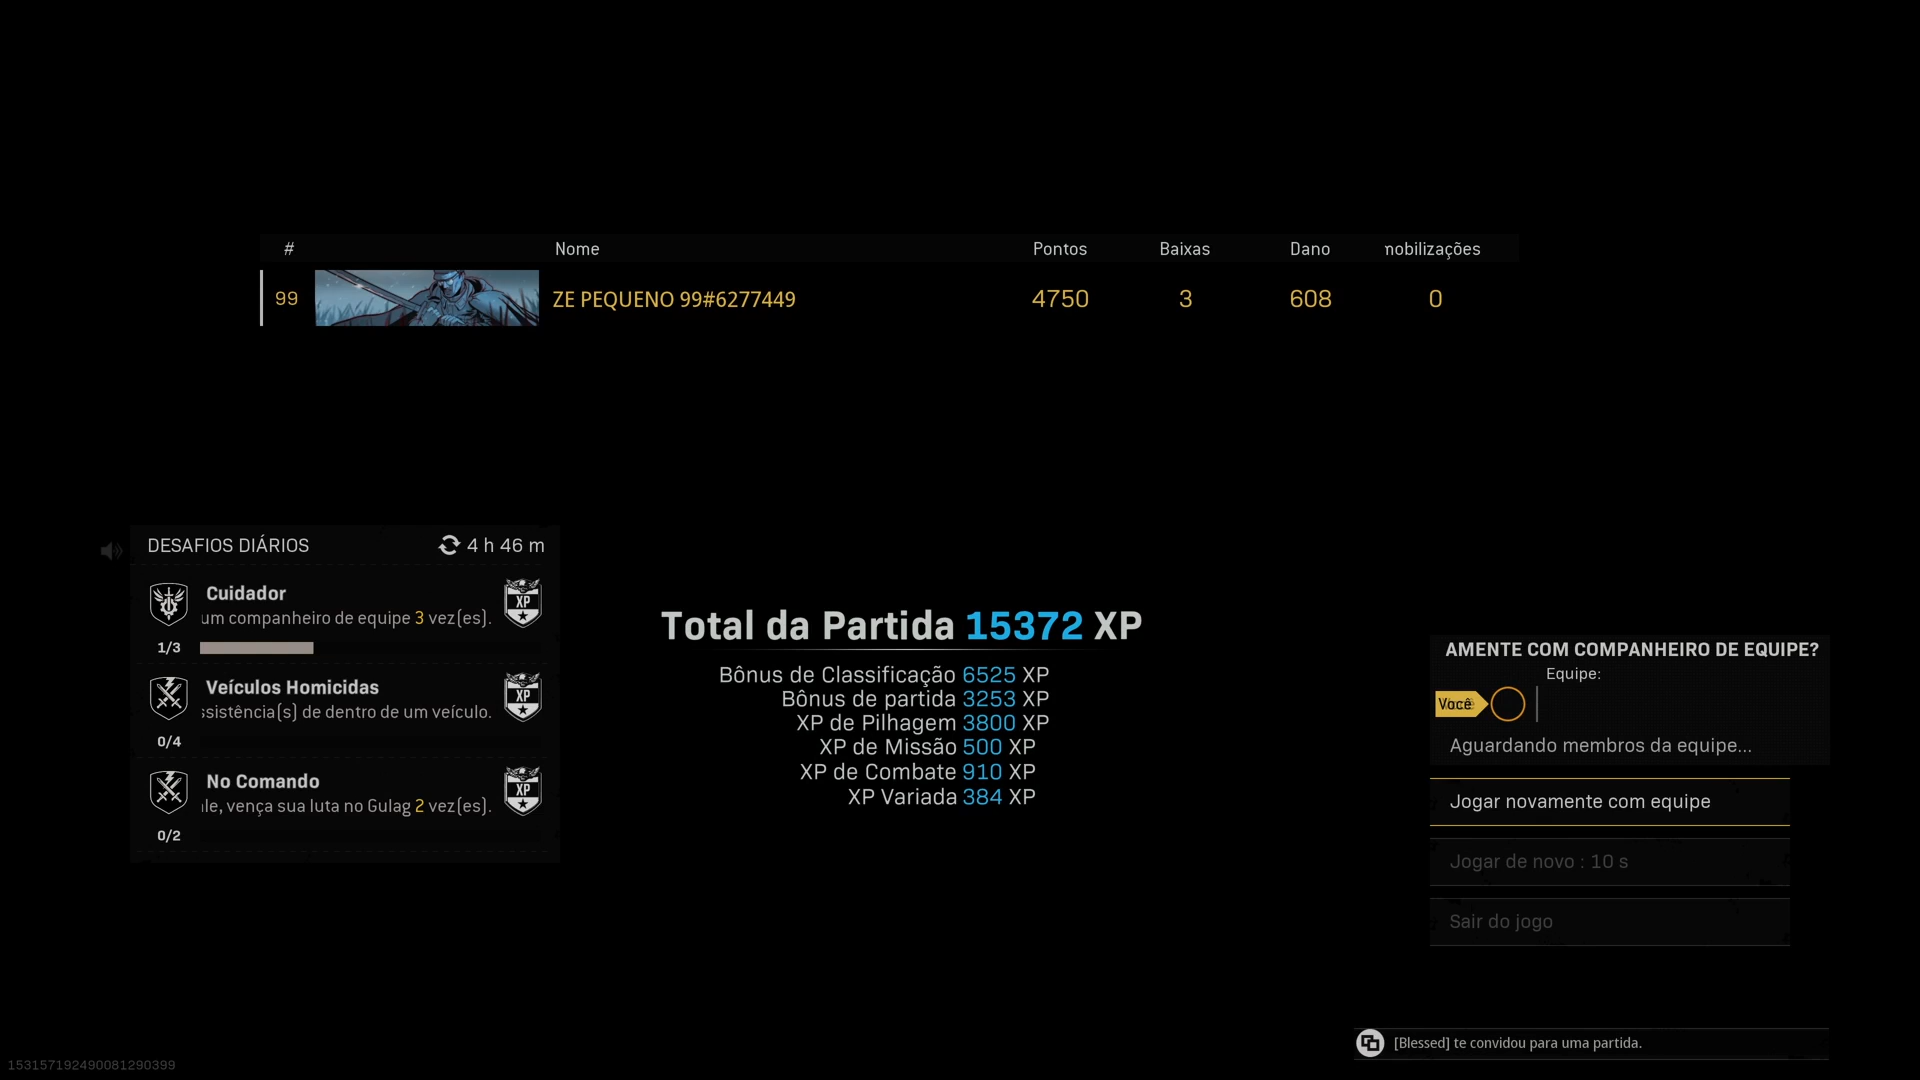 # Nome Pontos Baixas Dano nobilizações
99 ZE PEQUENO 99#6277449 4750 3 608 0
DESAFIOS DIÁRIOS 4 h 46 m
Cuidador
um companheiro de equipe 3 vez(es).
XP
1/3
Veículos Homicidas
ssistência(s) de dentro de um veículo.
XP
0/4
No Comando
ale, vença sua luta no Gulag 2 vez(es).
XP
0/2
Total da Partida 15372 XP
Bônus de Classificação 6525 XP
Bônus de partida 3253 XP
XP de Pilhagem 3800 XP
XP de Missão 500 XP
XP de Combate 910 XP
XP Variada 384 XP
AMENTE COM COMPANHEIRO DE EQUIPE?
Equipe:
Você
Aguardando membros da equipe...
Jogar novamente com equipe
Jogar de novo : 10 s
Sair do jogo
[Blessed] te convidou para uma partida.
153157192490081290399